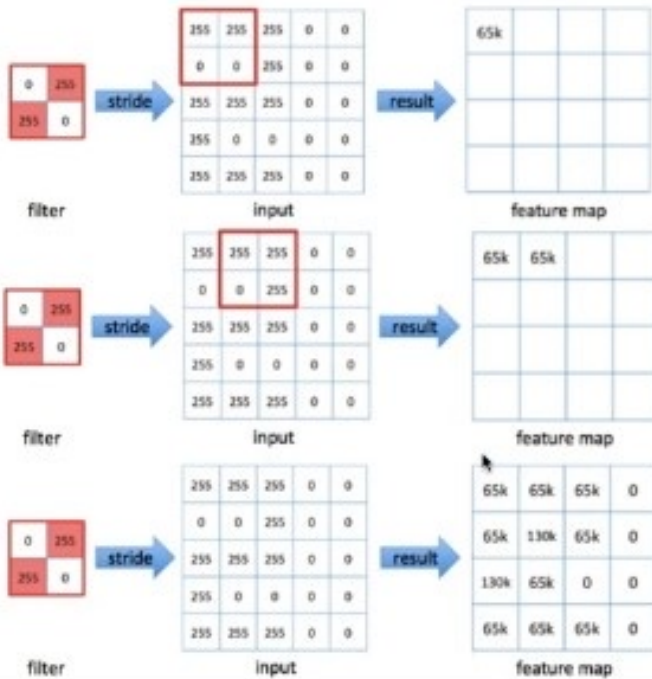 255 255 255 0 0
65k
0 0 255 0 0
0 255
stride
255 255 255 0 0
result
255 0
255 0 0 0 0
255 255 255 0 0
filter
input
feature map
255 255 255 0 0
65k 65k
0 0 255 0 0
0 255
stride
255 255 255 0 0
result
255 0
255 0 0 0 0
255 255 255 0 0
filter
input
feature map
255 255 255 0 0
65k 65k 65k 0
0 0 255 0 0
65k 130k 65k 0
0 255
stride
255 255 255 0 0
result
255 0
130k 65k 0 0
255 0 0 0 0
255 255 255 0 0
65k 65k 65k 0
filter
input
feature map